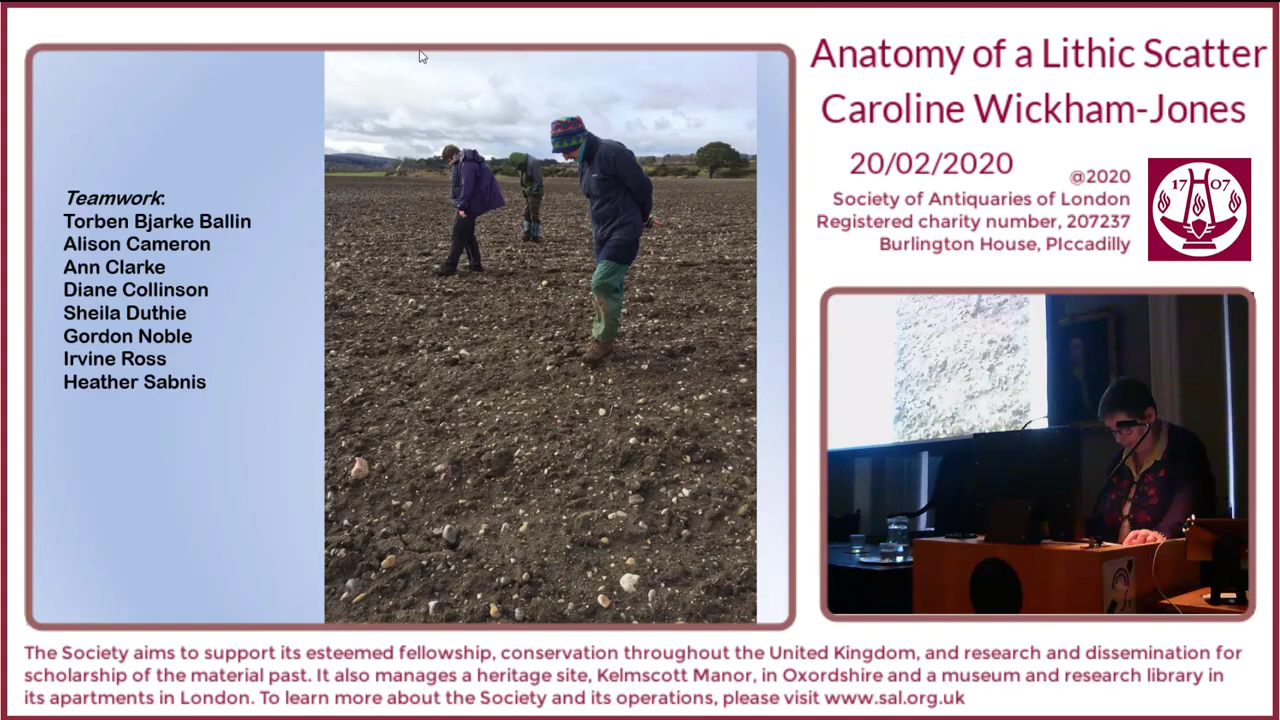 Teamwork:
Torben Bjarke Ballin
Alison Cameron
Ann Clarke
Diane Collinson
Sheila Duthie
Gordon Noble
Irvine Ross
Heather Sabnis
Anatomy of a Lithic Scatter
Caroline Wickham-Jones
20/02/2020
@2020
Society of Antiquaries of London
Registered charity number, 207237
Burlington House, PIccadilly
17 07
The Society aims to support its esteemed fellowship, conservation throughout the United Kingdom, and research and dissemination for
scholarship of the material past. It also manages a heritage site, Kelmscott Manor, in Oxfordshire and a museum and research library in
its apartments in London. To learn more about the Society and its operations, please visit www.sal.org.uk